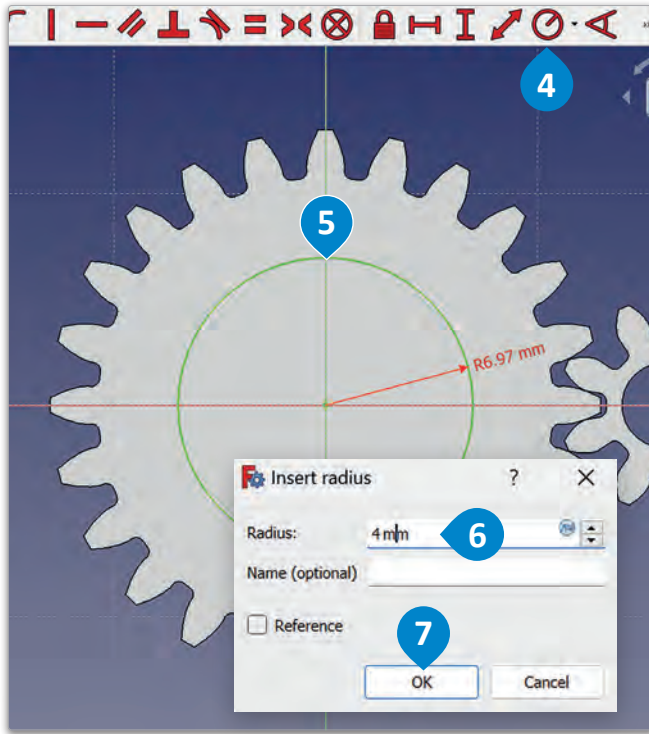 4
5
R6.97 mm
Insert radius
?
Radius:
4 mm
6
Name (optional)
Reference
7
OK
Cancel